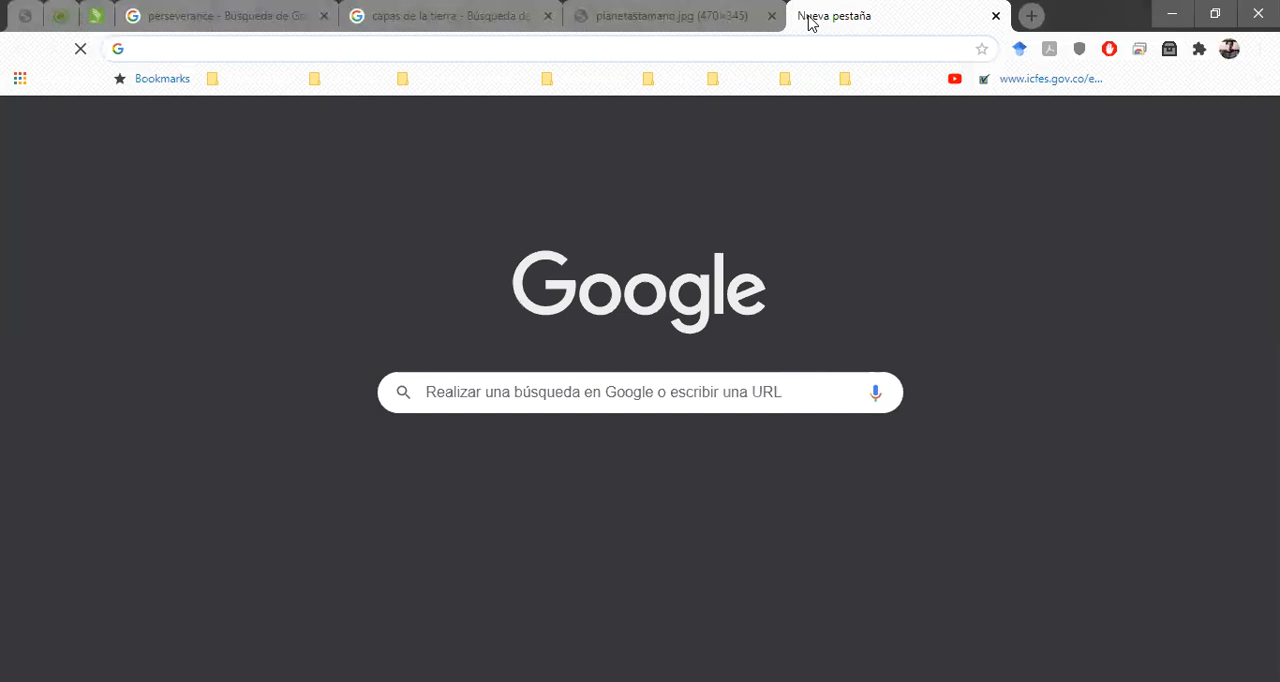 perseverance - Búsqueda de Go
capas de la tierra - Búsqueda de
planetastamano.jpg (470×345)
Nueva pestaña
Bookmarks
www.icfes.gov.co/e...
Google
Realizar una búsqueda en Google o escribir una URL